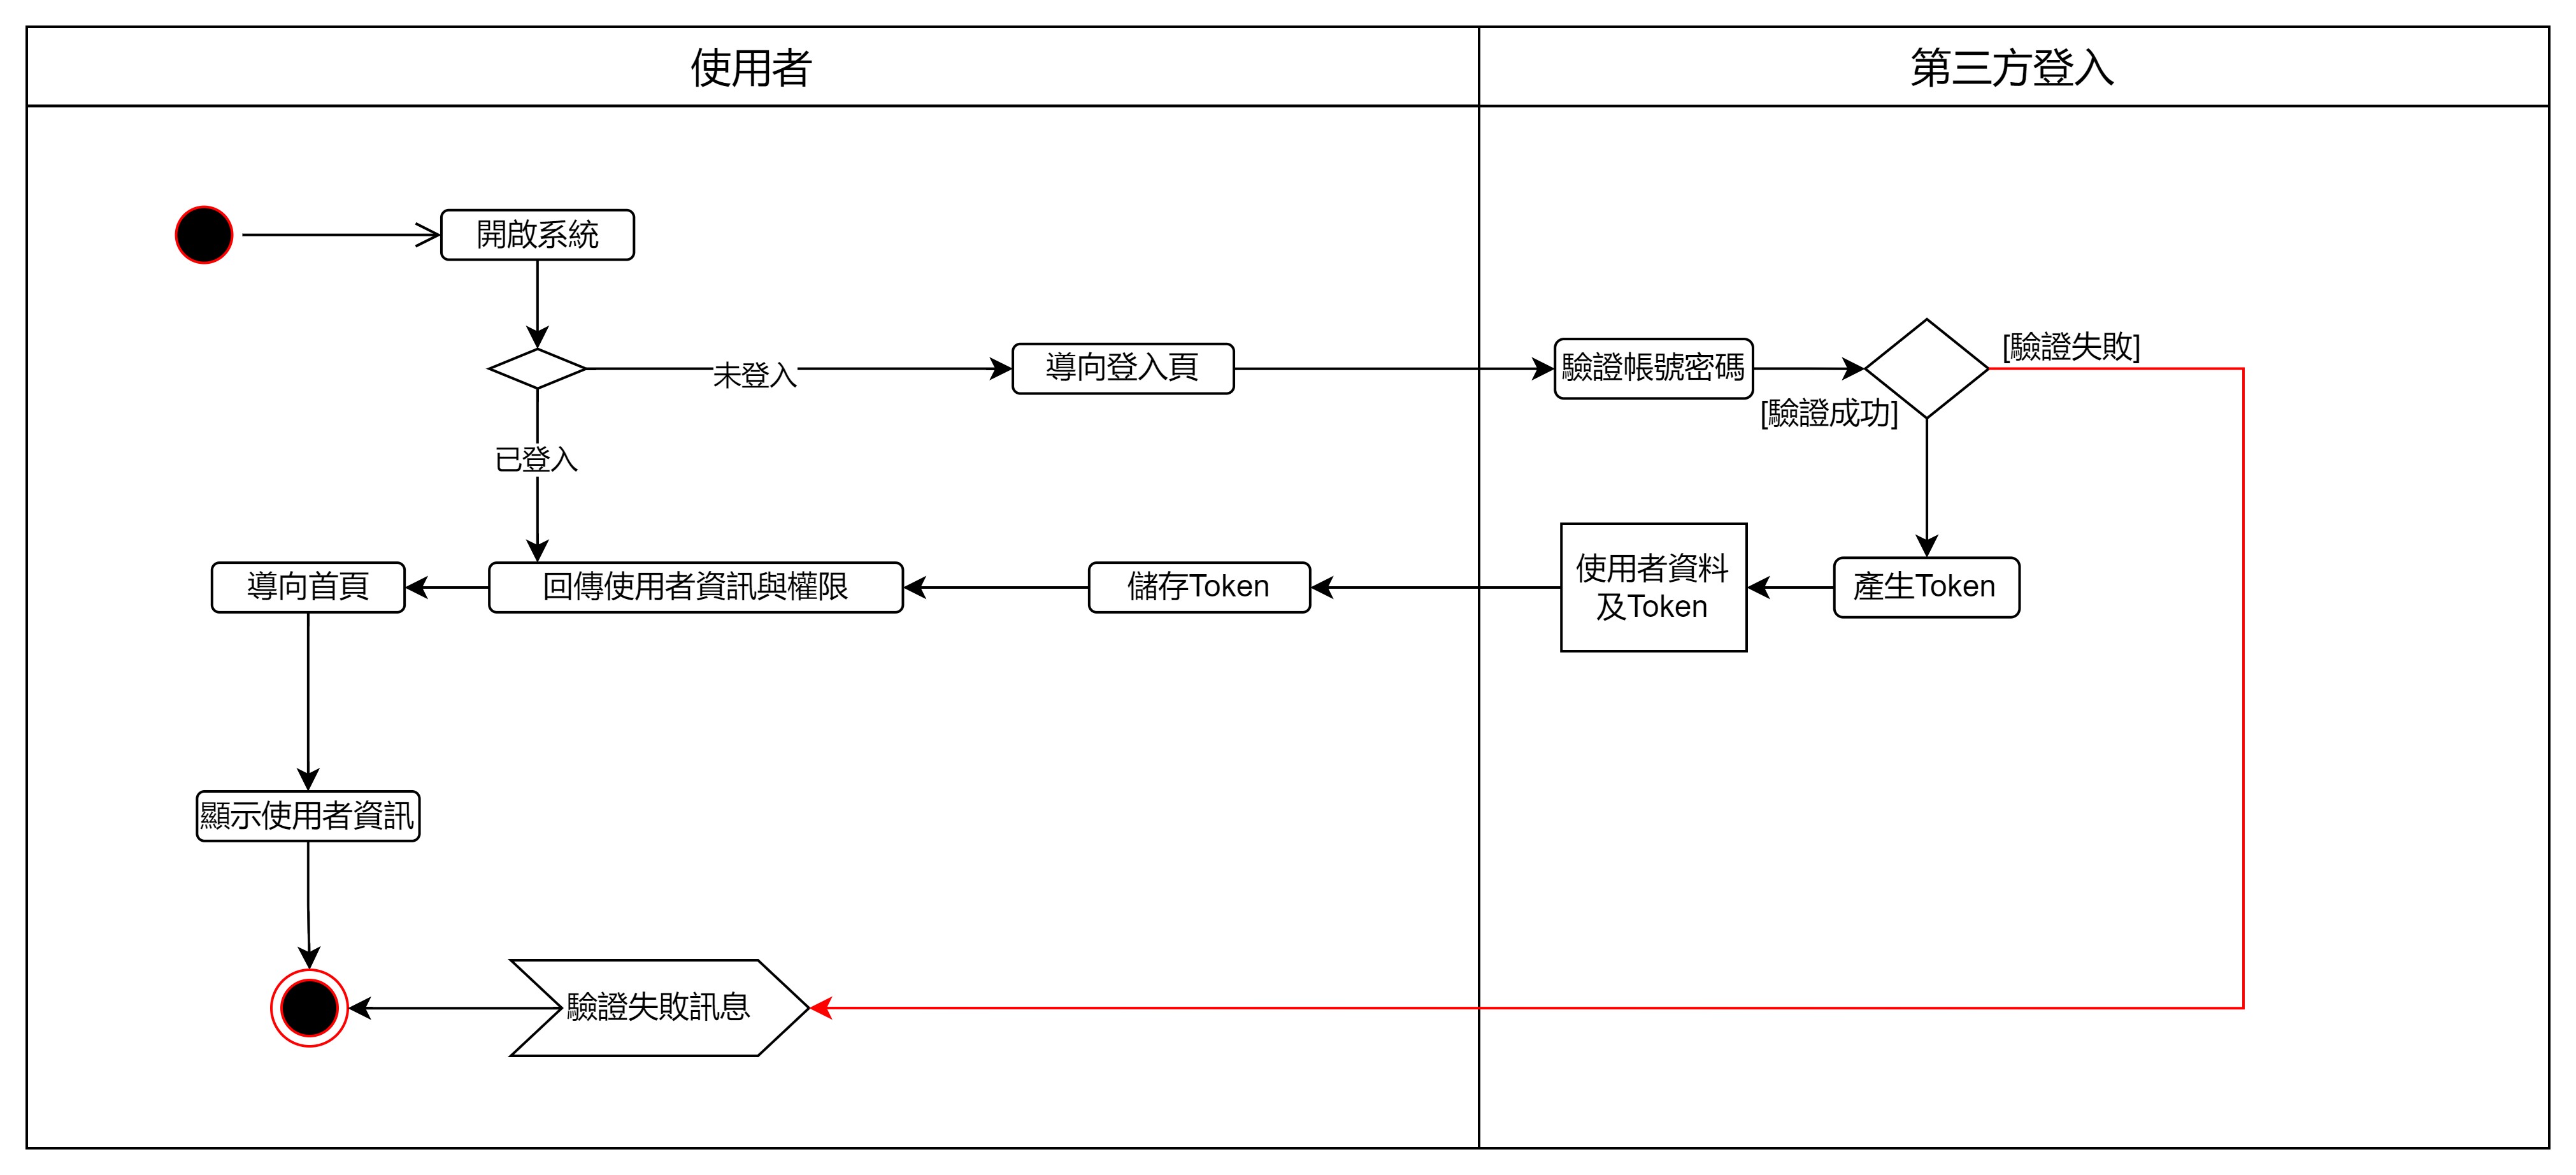 使用者
第三方登入
開啟系統
未登入
導向登入頁
驗證帳號密碼
[驗證失敗]
[驗證成功]
已登入
導向首頁
回傳使用者資訊與權限
儲存Token
使用者資料
及Token
產生Token
顯示使用者資訊
驗證失敗訊息